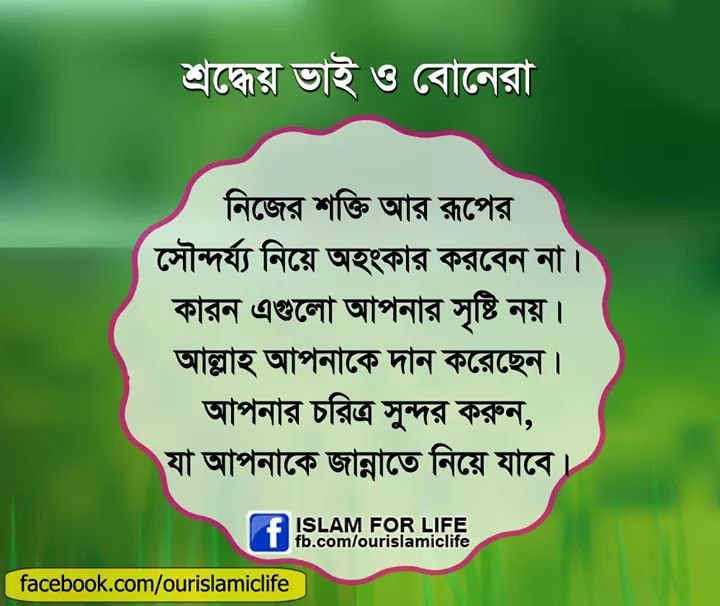 শ্রদ্ধেয় ভাই ও বোনেরা
নিজের শক্তি আর রূপের
সৌন্দর্য্য নিয়ে অহংকার করবেন না।
কারন এগুলো আপনার সৃষ্টি নয়।
আল্লাহ আপনাকে দান করেছেন।
আপনার চরিত্র সুন্দর করুন,
যা আপনাকে জান্নাতে নিয়ে যাবে।
f ISLAM FOR LIFE
fb.com/ourislamiclife
facebook.com/ourislamiclife